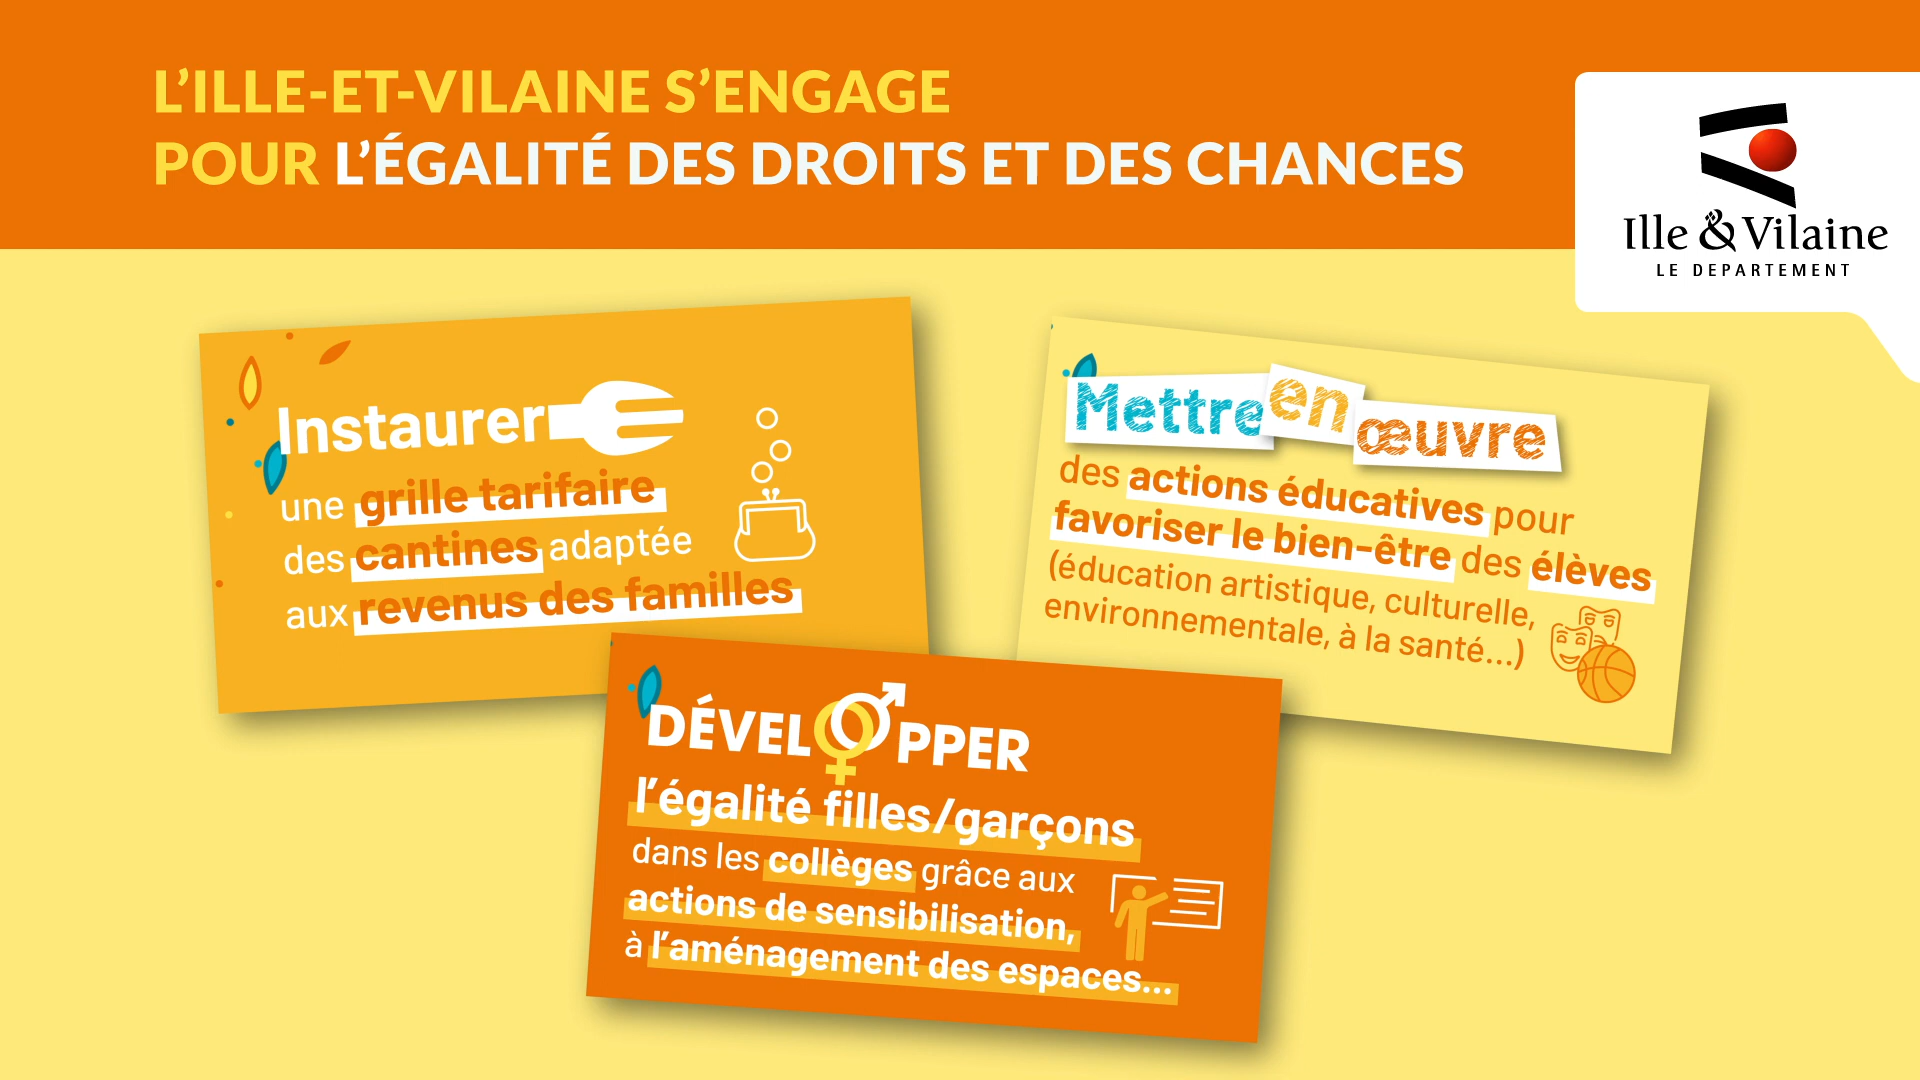 L’ILLE-ET-VILAINE S’ENGAGE
POUR L’ÉGALITÉ DES DROITS ET DES CHANCES
Ille & Vilaine
LE DEPARTEMENT
Instaurer
une grille tarifaire
des cantines adaptée
aux revenus des familles
Mettre en œuvre
des actions éducatives pour
favoriser le bien-être des élèves
(éducation artistique, culturelle,
environnementale, à la santé...)
DÉVELOPPER
l’égalité filles/garçons
dans les collèges grâce aux
actions de sensibilisation,
à l’aménagement des espaces...